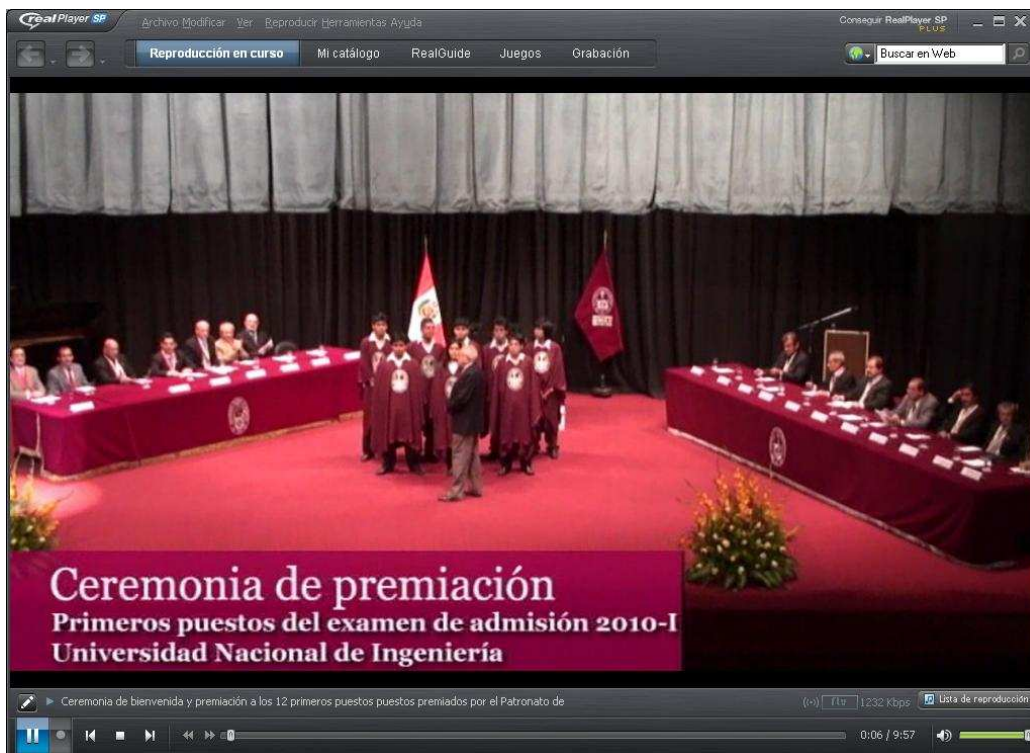 real Player SP
Archivo Modificar Ver Reproducir Herramientas Ayuda
Conseguir RealPlayer SP
PLUS
Reproducción en curso
Mi catálogo
RealGuide
Juegos
Grabación
Buscar en Web
Ceremonia de premiación
Primeros puestos del examen de admisión 2010-I
Universidad Nacional de Ingeniería
Ceremonia de bienvenida y premiación a los 12 primeros puestos puestos premiados por el Patronato de
flv
1232 Kbps
Lista de reproducción
0:06 / 9:57